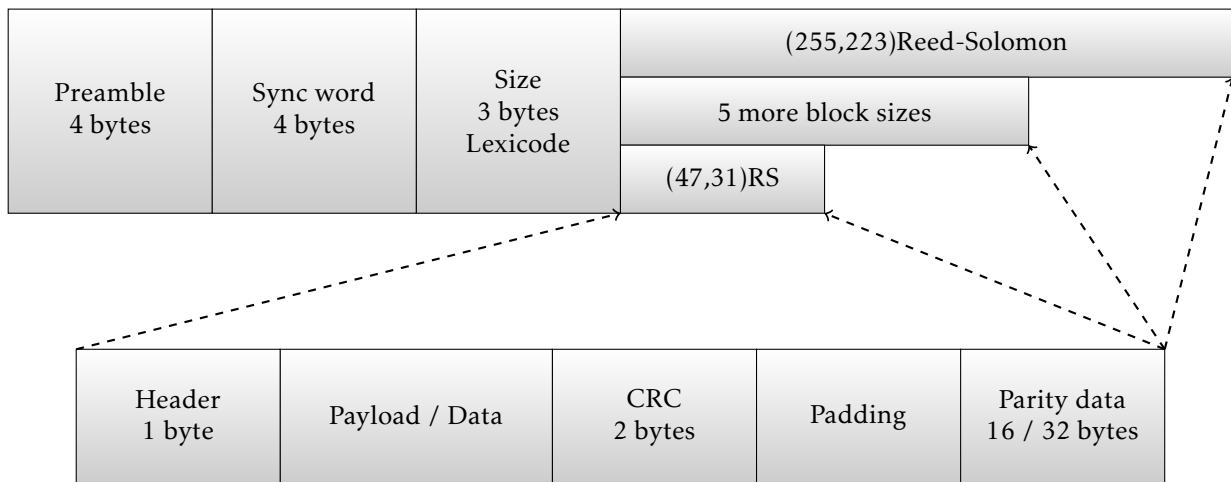 Preamble
4 bytes
Sync word
4 bytes
Size
3 bytes
Lexicode
(255,223)Reed-Solomon
5 more block sizes
(47,31)RS
Header
1 byte
Payload / Data
CRC
2 bytes
Padding
Parity data
16 / 32 bytes